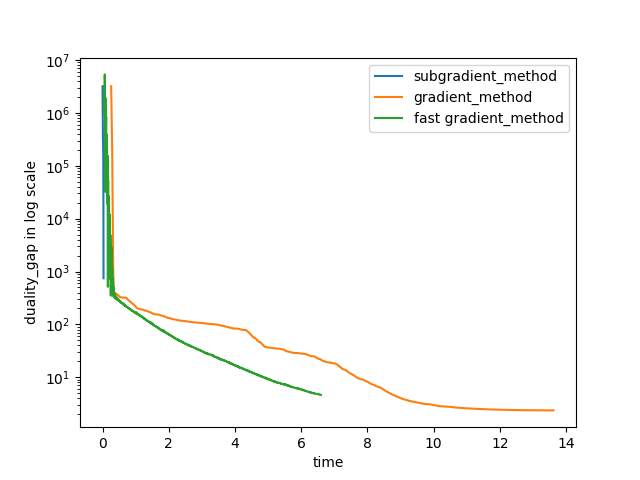 subgradient_method
gradient_method
fast gradient_method
duality_gap in log scale
10^7
10^6
10^5
10^4
10^3
10^2
10^1
0 2 4 6 8 10 12 14
time